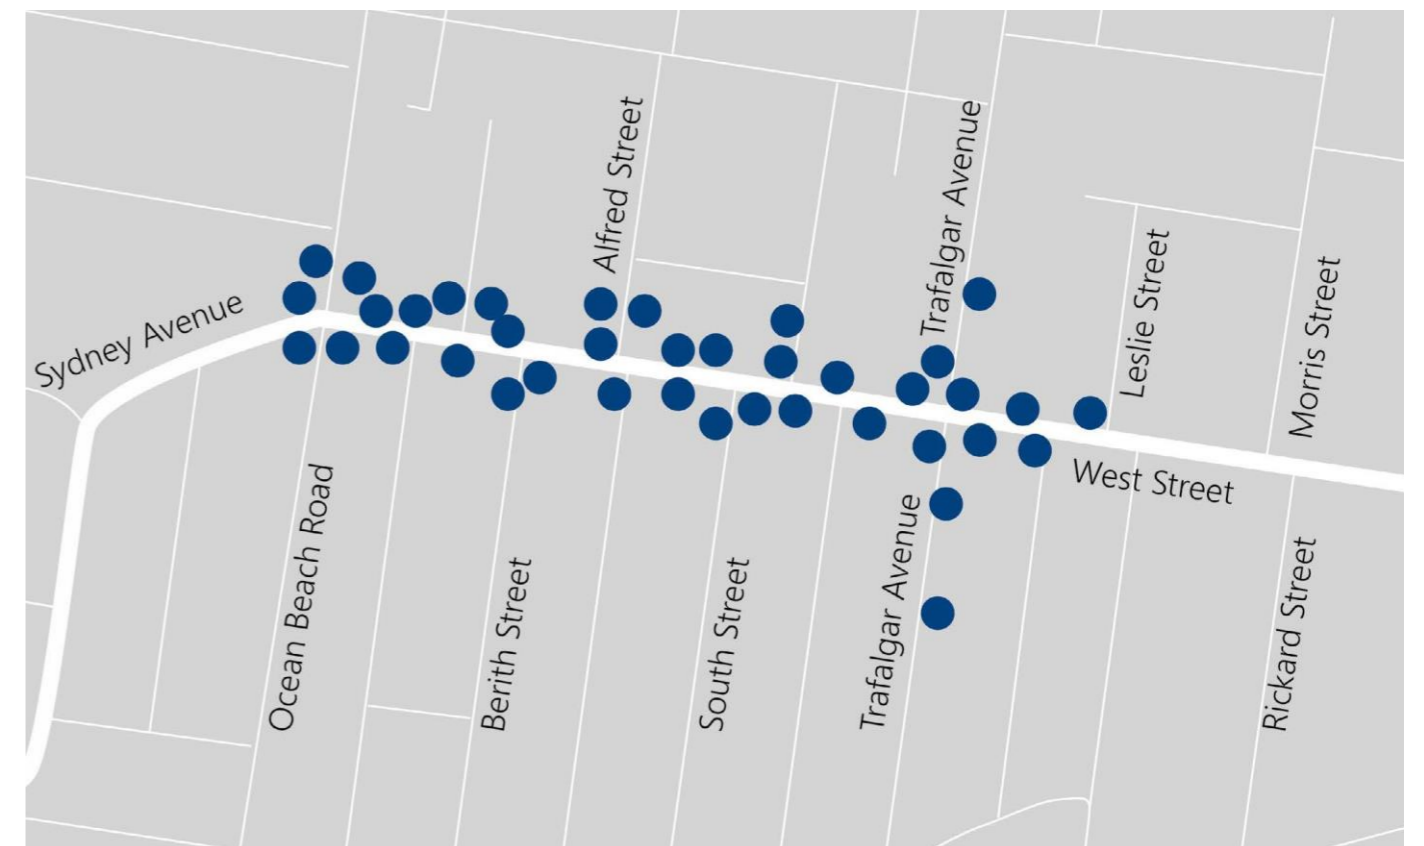 Alfred Street
Trafalgar Avenue
Leslie Street
Morris Street
Sydney Avenue
West Street
Ocean Beach Road
Berith Street
South Street
Trafalgar Avenue
Rickard Street